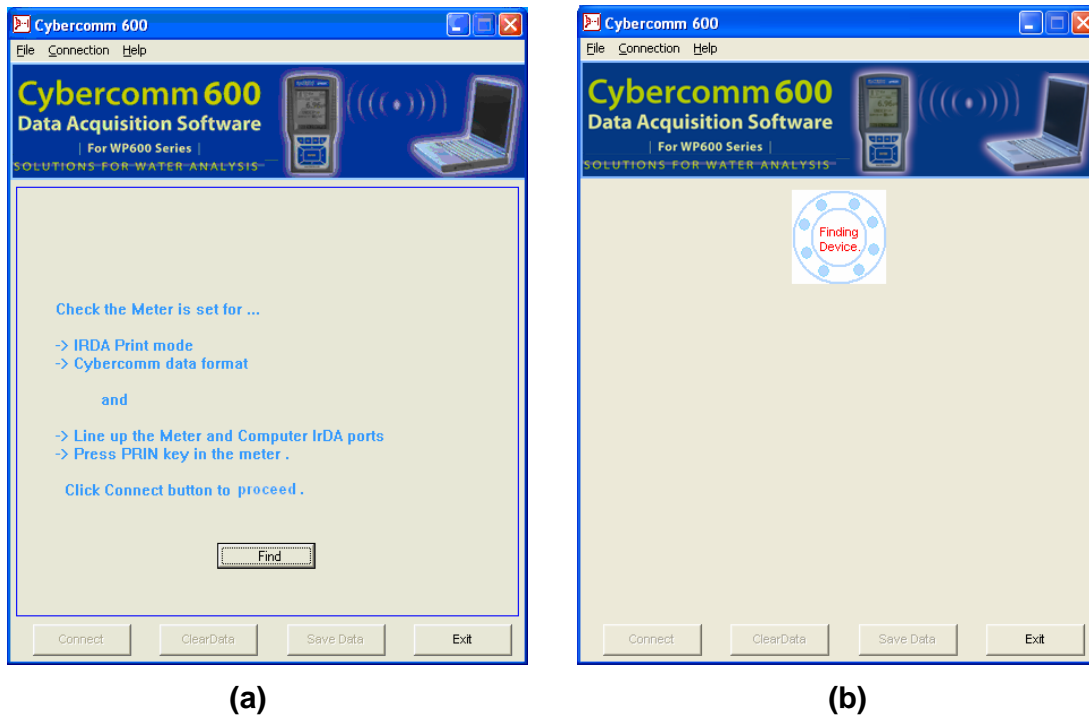 Cybercomm 600
File Connection Help
Cybercomm 600
Data Acquisition Software
| For WP600 Series |
SOLUTIONS FOR WATER ANALYSIS
Check the Meter is set for ...
-> IRDA Print mode
-> Cybercomm data format
and
-> Line up the Meter and Computer IrDA ports
-> Press PRIN key in the meter .
Click Connect button to proceed .
Find
Connect ClearData Save Data Exit
(a)
Cybercomm 600
File Connection Help
Cybercomm 600
Data Acquisition Software
| For WP600 Series |
SOLUTIONS FOR WATER ANALYSIS
Finding
Device.
Connect ClearData Save Data Exit
(b)